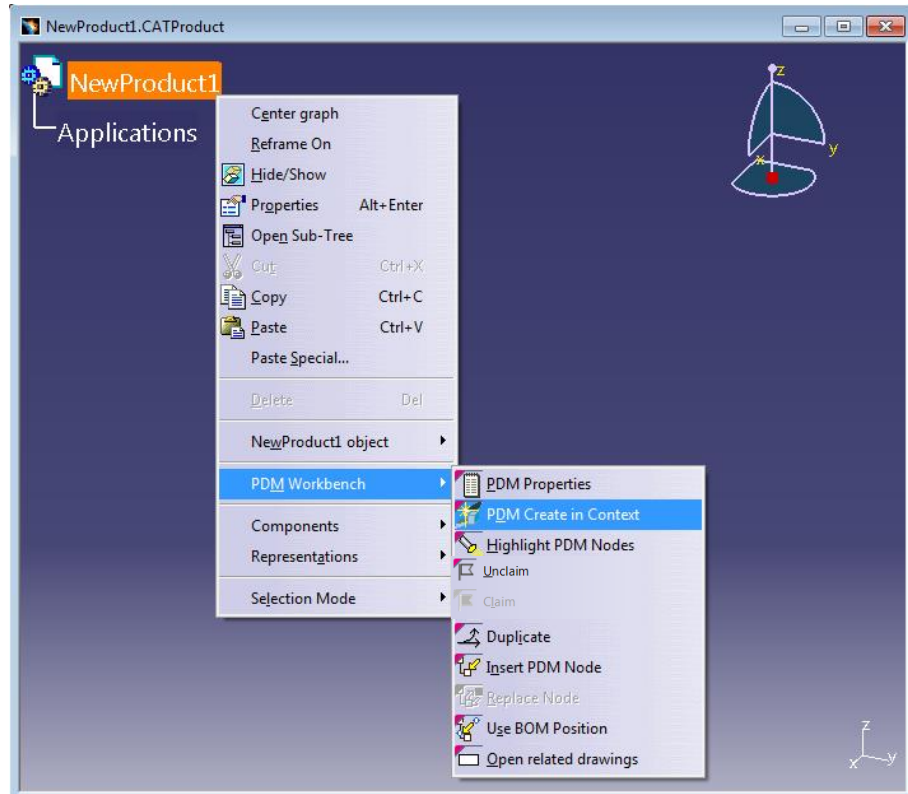 NewProduct1.CATProduct
NewProduct1
Applications
Center graph
Reframe On
Hide/Show
Properties Alt+Enter
Open Sub-Tree
Cut Ctrl+X
Copy Ctrl+C
Paste Ctrl+V
Paste Special...
Delete Del
NewProduct1 object
PDM Workbench
Components
Representations
Selection Mode
PDM Properties
PDM Create in Context
Highlight PDM Nodes
Unclaim
Claim
Duplicate
Insert PDM Node
Replace Node
Use BOM Position
Open related drawings
z
y
x
z
x y